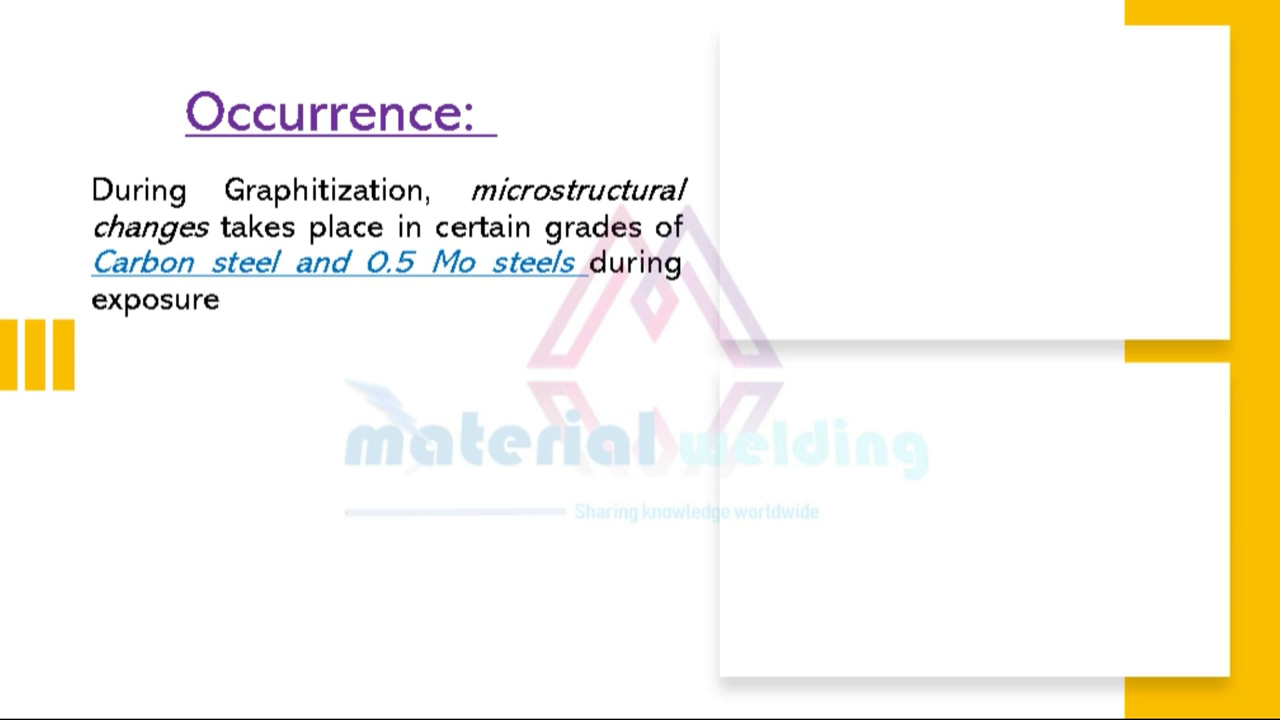 Occurrence:
During Graphitization, microstructural
changes takes place in certain grades of
Carbon steel and 0.5 Mo steels during
exposure
material welding
Sharing knowledge worldwide